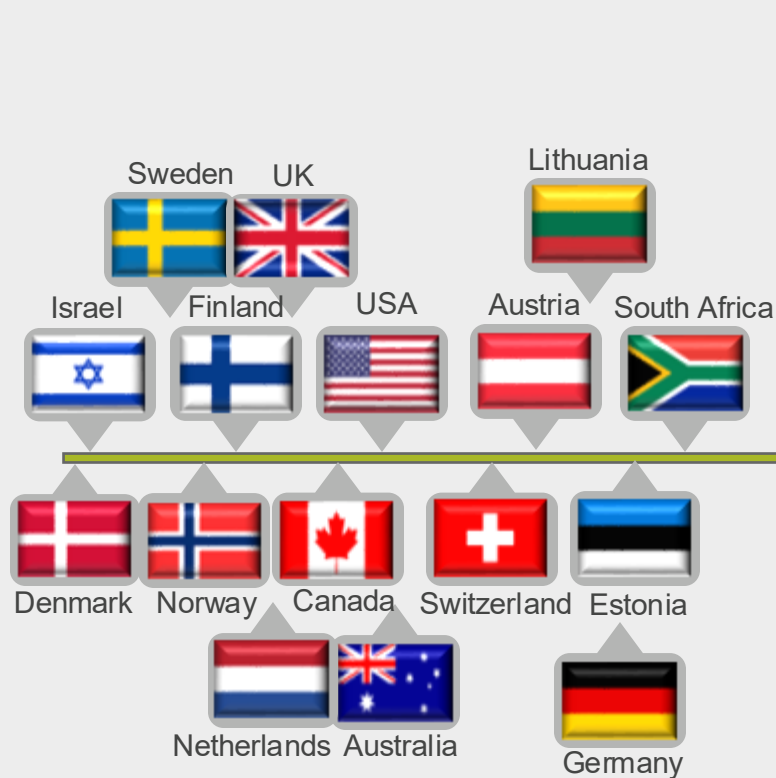 Lithuania
Sweden
UK
Israel
Finland
USA
Austria
South Africa
Denmark
Norway
Canada
Switzerland
Estonia
Netherlands
Australia
Germany